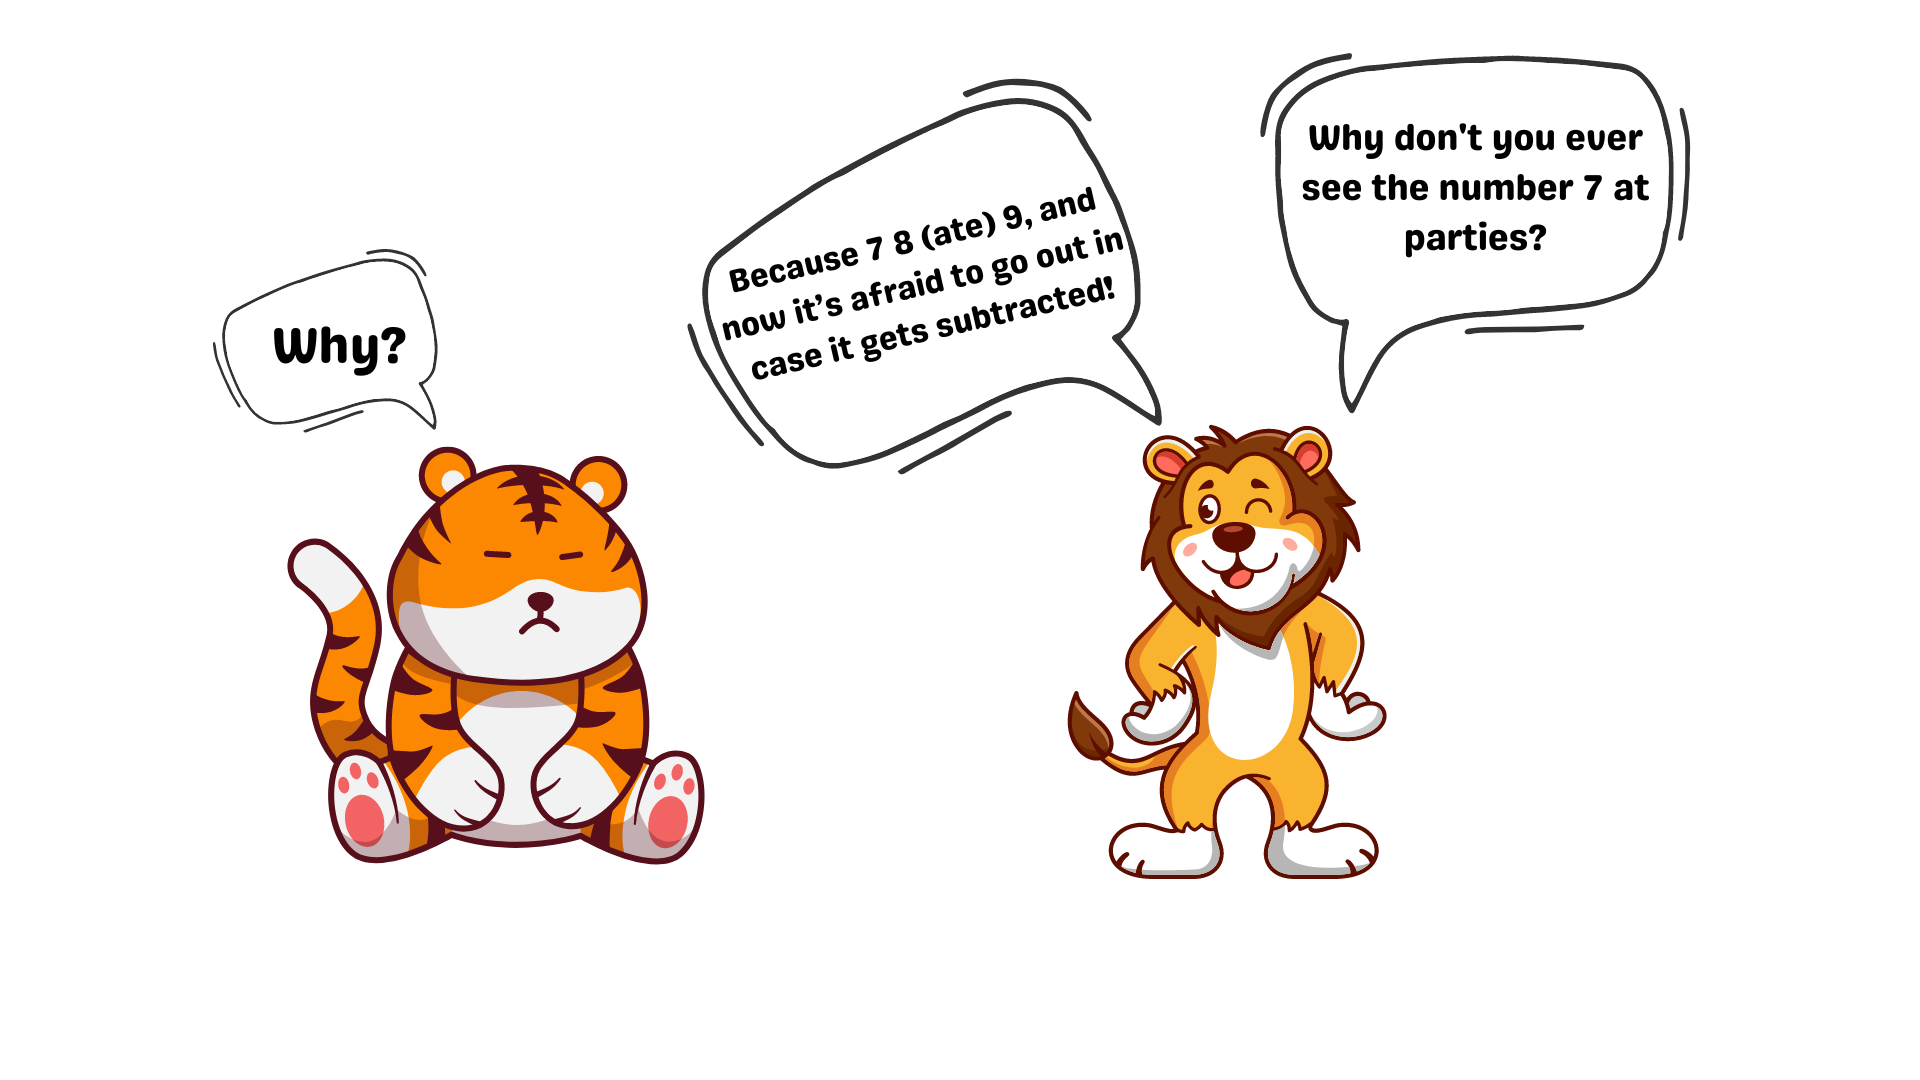 Why don't you ever
see the number 7 at
parties?
Why?
Because 7 8 (ate) 9, and
now it’s afraid to go out in
case it gets subtracted!